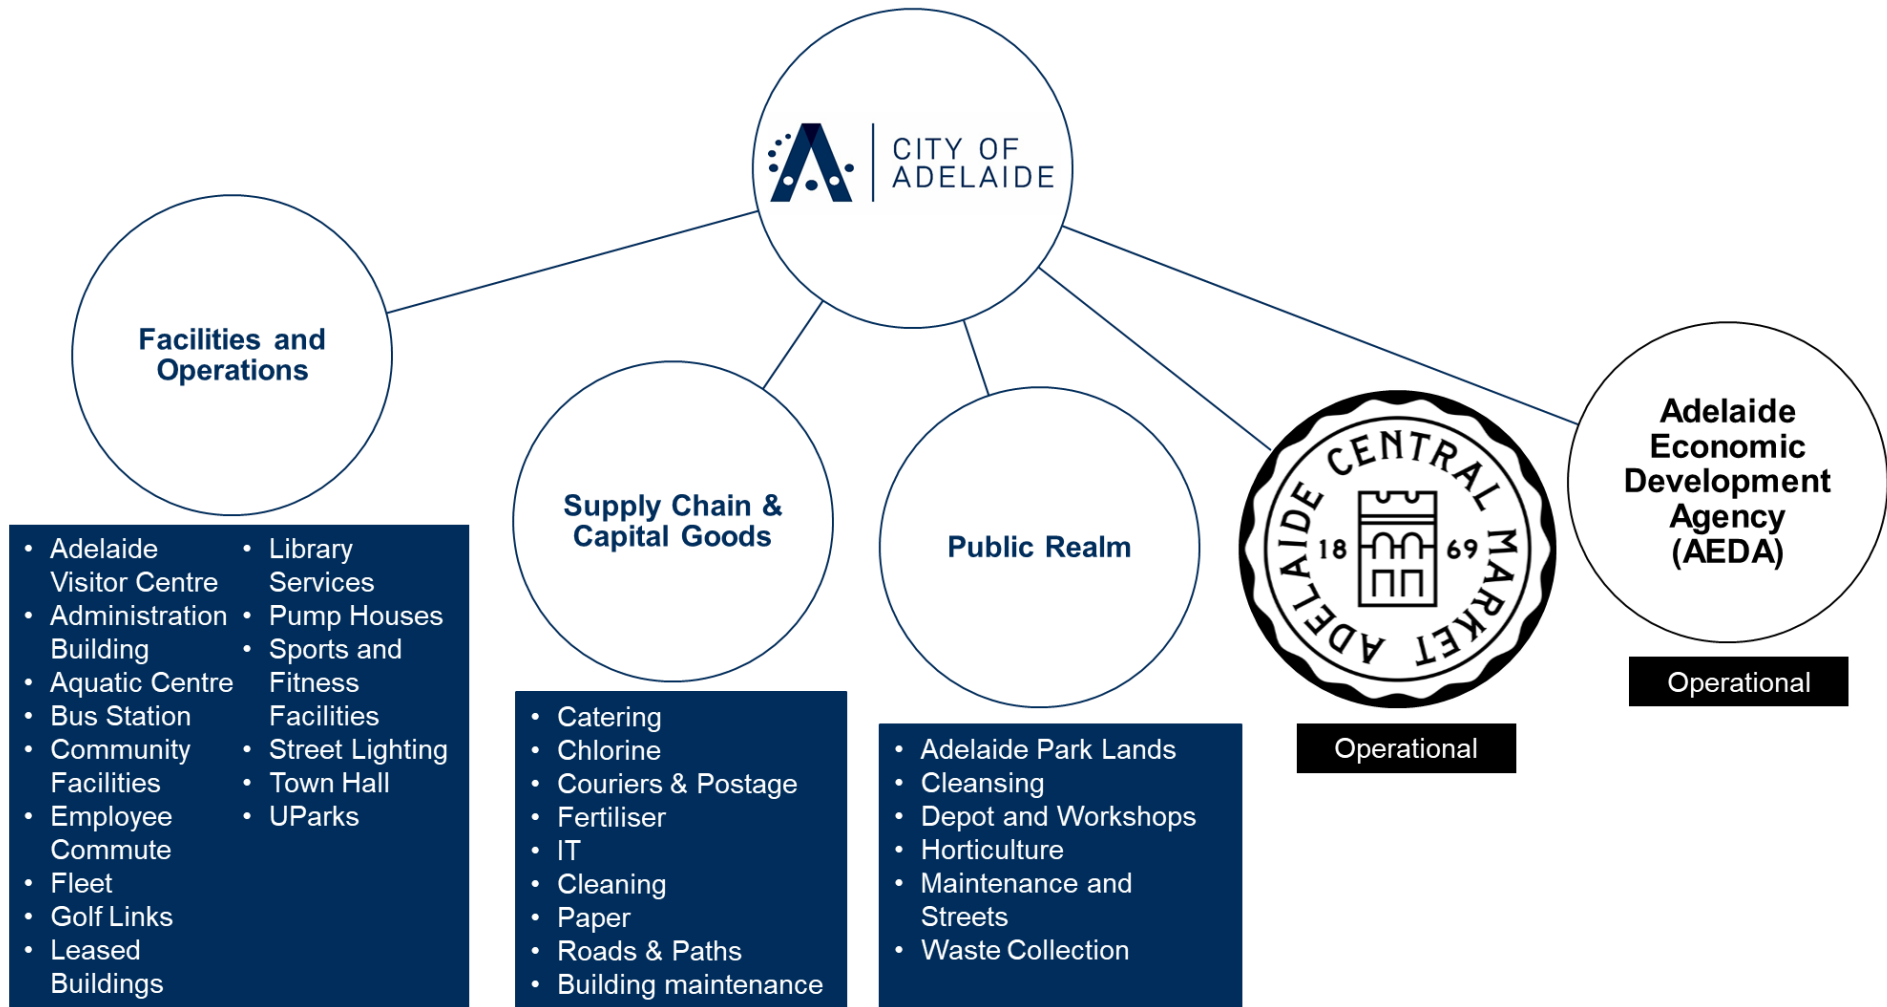 CITY OF
ADELAIDE
Facilities and
Operations
• Adelaide
Visitor Centre
• Administration
Building
• Aquatic Centre
• Bus Station
• Community
Facilities
• Employee
Commute
• Fleet
• Golf Links
• Leased
Buildings
• Library
Services
• Pump Houses
• Sports and
Fitness
Facilities
• Street Lighting
• Town Hall
• UParks
Supply Chain &
Capital Goods
• Catering
• Chlorine
• Couriers & Postage
• Fertiliser
• IT
• Cleaning
• Paper
• Roads & Paths
• Building maintenance
Public Realm
• Adelaide Park Lands
• Cleansing
• Depot and Workshops
• Horticulture
• Maintenance and
Streets
• Waste Collection
ADELAIDE CENTRAL MARKET
18 69
Operational
Adelaide
Economic
Development
Agency
(AEDA)
Operational